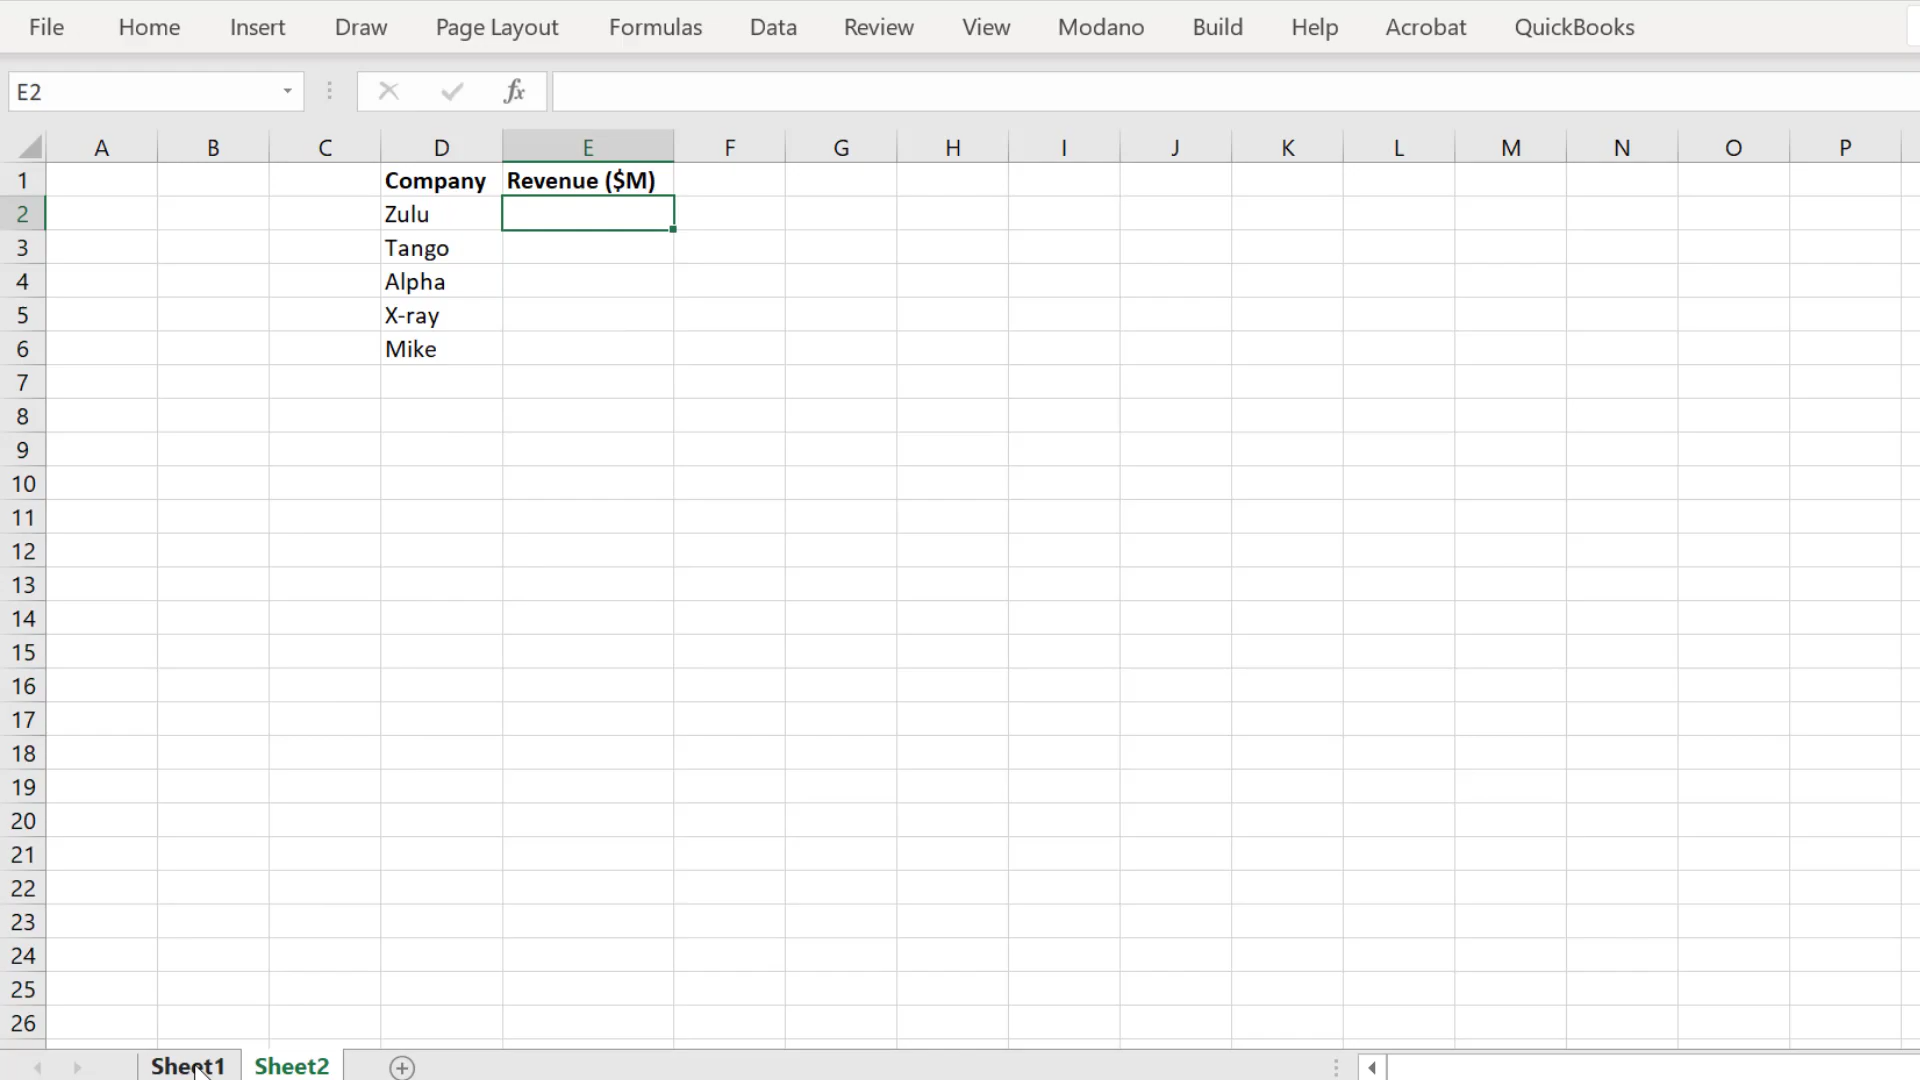 File Home Insert Draw Page Layout Formulas Data Review View Modano Build Help Acrobat QuickBooks
E2 fx
A B C D E F G H I J K L M N O P
1 Company Revenue ($M)
2 Zulu
3 Tango
4 Alpha
5 X-ray
6 Mike
7
8
9
10
11
12
13
14
15
16
17
18
19
20
21
22
23
24
25
26
Sheet1 Sheet2